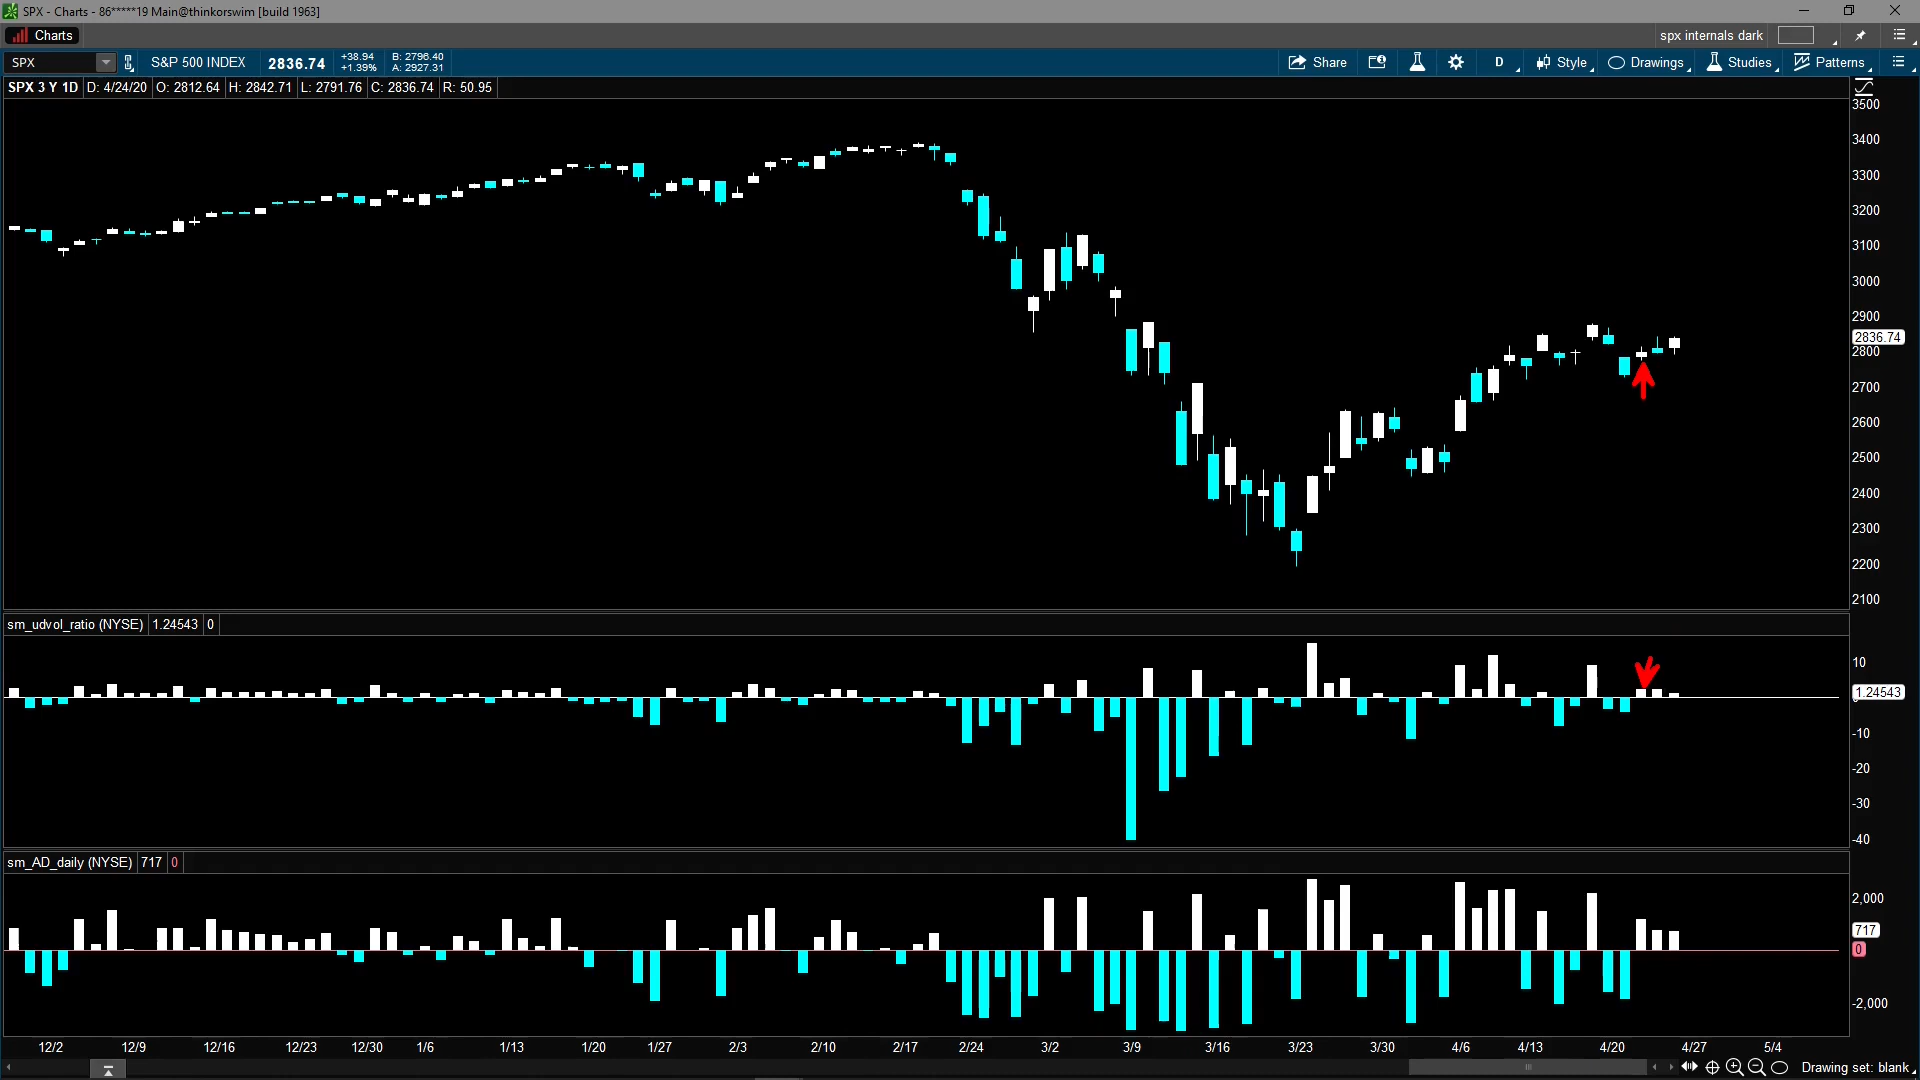 SPX - Charts - 86*****19 Main@thinkorswim [build 1963]
Charts
spx internals dark
SPX
S&P 500 INDEX
2836.74
+38.94
+1.39%
B: 2796.40
A: 2927.31
Share
D
Style
Drawings
Studies
Patterns
SPX 3 Y 1D
D: 4/24/20
O: 2812.64
H: 2842.71
L: 2791.76
C: 2836.74
R: 50.95
3500
3400
3300
3200
3100
3000
2900
2836.74
2800
2700
2600
2500
2400
2300
2200
2100
sm_udvol_ratio (NYSE)
1.24543
0
10
1.24543
0
-10
-20
-30
-40
sm_AD_daily (NYSE)
717
0
2,000
717
0
-2,000
12/2
12/9
12/16
12/23
12/30
1/6
1/13
1/20
1/27
2/3
2/10
2/17
2/24
3/2
3/9
3/16
3/23
3/30
4/6
4/13
4/20
4/27
5/4
Drawing set: blank